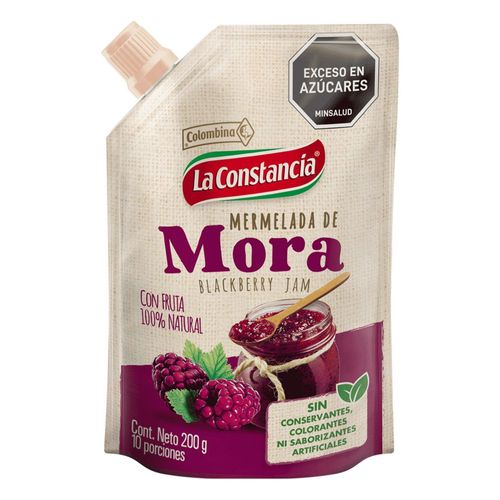 EXCESO EN
AZÚCARES
MINSALUD
Colombina
La Constancia
MERMELADA DE
Mora
BLACKBERRY JAM
CON FRUTA
100% NATURAL
SIN
CONSERVANTES,
COLORANTES
NI SABORIZANTES
ARTIFICIALES
Cont. Neto 200 g
10 porciones